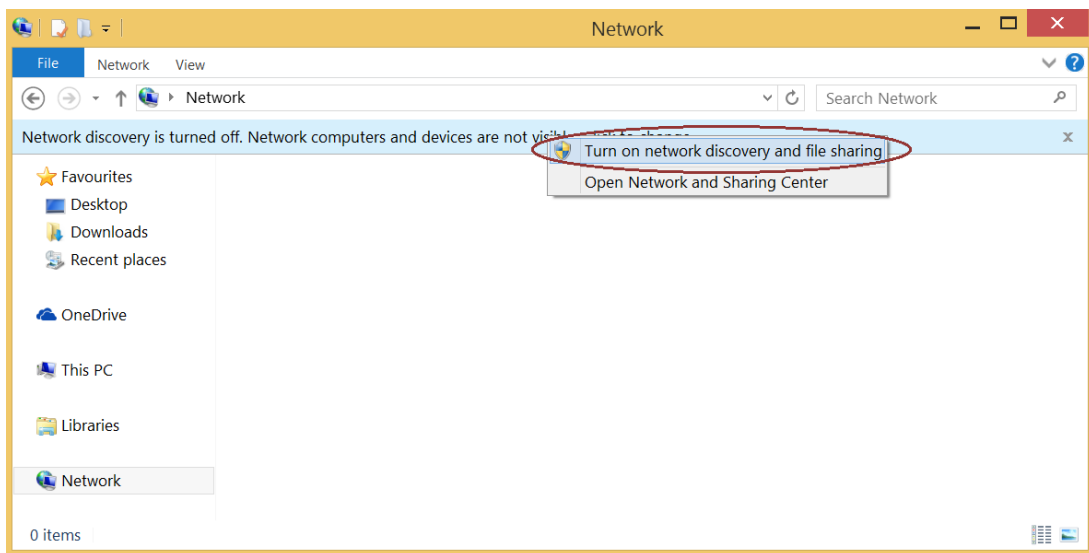 Network
File Network View
Network
Search Network
Network discovery is turned off. Network computers and devices are not
Turn on network discovery and file sharing
Open Network and Sharing Center
Favourites
Desktop
Downloads
Recent places
OneDrive
This PC
Libraries
Network
0 items